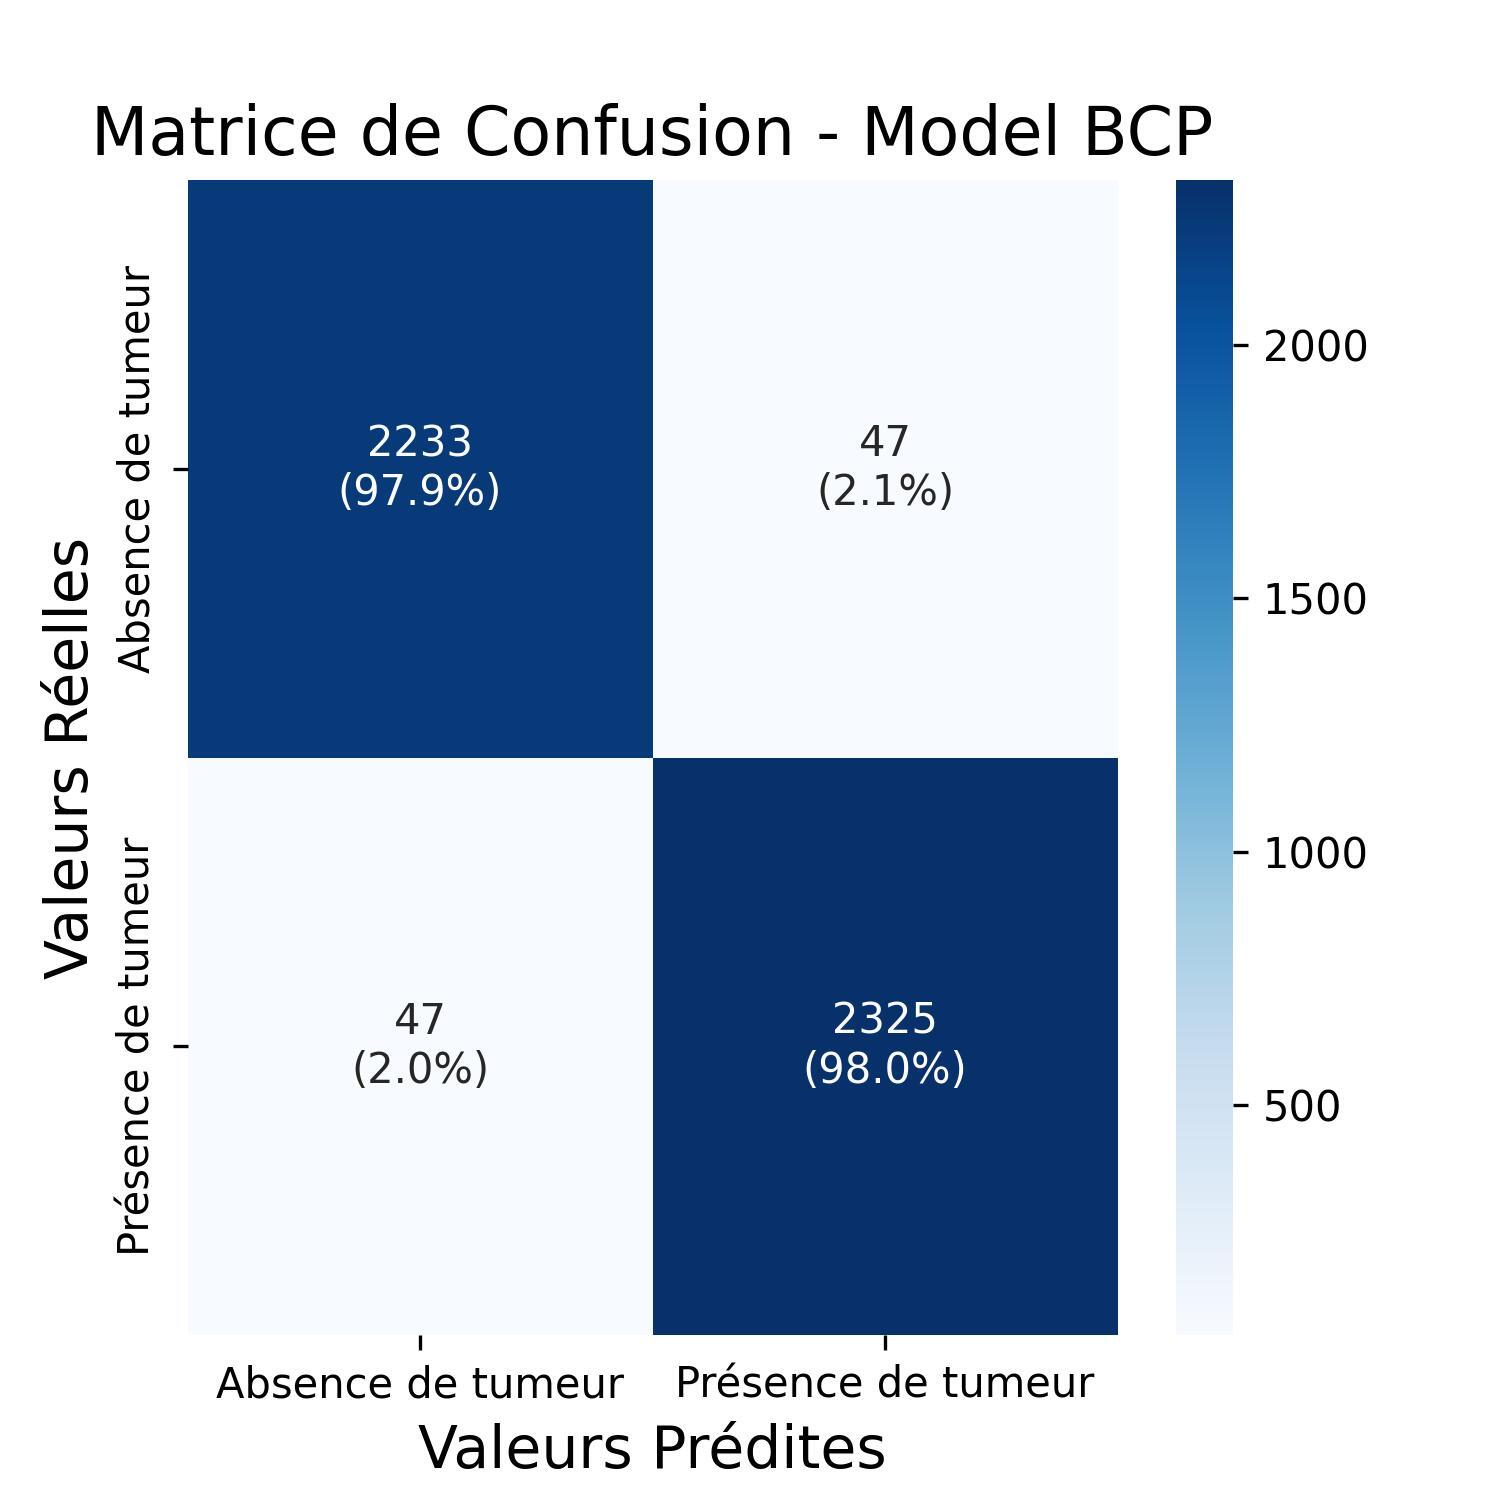 Matrice de Confusion - Model BCP
Valeurs Réelles
Absence de tumeur
2233
(97.9%)
47
(2.1%)
Présence de tumeur
47
(2.0%)
2325
(98.0%)
2000
1500
1000
500
Absence de tumeur
Présence de tumeur
Valeurs Prédites